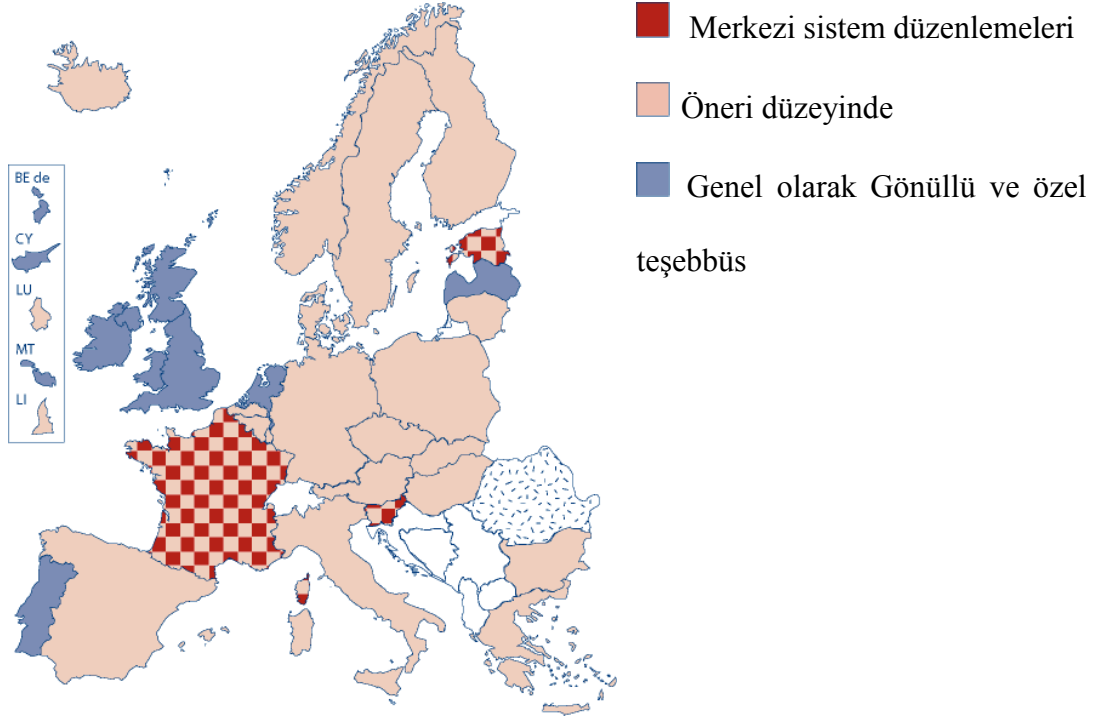 BE de
CY
LU
MT
LI
Merkezi sistem düzenlemeleri
Öneri düzeyinde
Genel olarak Gönüllü ve özel
teşebbüs